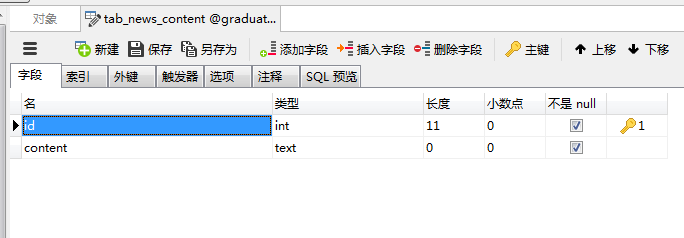 对象 tab_news_content @graduat...
新建 保存 另存为 添加字段 插入字段 删除字段 主键 上移 下移
字段 索引 外键 触发器 选项 注释 SQL 预览
名 类型 长度 小数点 不是 null
id int 11 0 1
content text 0 0